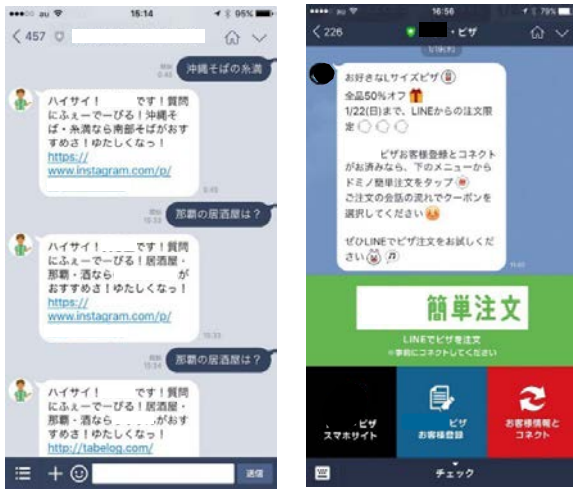 au
16:14
95%
457
沖縄そばの糸満
既読
6:43
ハイサイ！ です！質問
にふぇーでーびる！沖縄そ
ば・糸満なら南部そばがおす
すめさ！ゆたしくなっ！
https://
www.instagram.com/p/
那覇の居酒屋は？
ハイサイ！ です！質問
にふぇーでーびる！居酒屋・
那覇・酒なら が
おすすめさ！ゆたしくなっ！
https://
www.instagram.com/p/
15:33
那覇の居酒屋は？
15:34
ハイサイ！ です！質問
にふぇーでーびる！居酒屋・
那覇・酒なら がおす
すめさ！ゆたしくなっ！
http://tabelog.com/
送信
au
16:56
79%
226
・ピザ
1/19(木)
お好きなLサイズピザ
全品50%オフ
1/22(日)まで、LINEからの注文限
定
ピザお客様登録とコネクト
がお済みなら、下のメニューから
ドミノ簡単注文をタップ
ご注文の会話の流れでクーポンを
選択してください
ぜひLINEでピザ注文をお試しくだ
さい
簡単注文
LINEでピザを注文
※事前にコネクトしてください
・ピザ
スマホサイト
ピザ
お客様登録
お客様情報と
コネクト
チェック